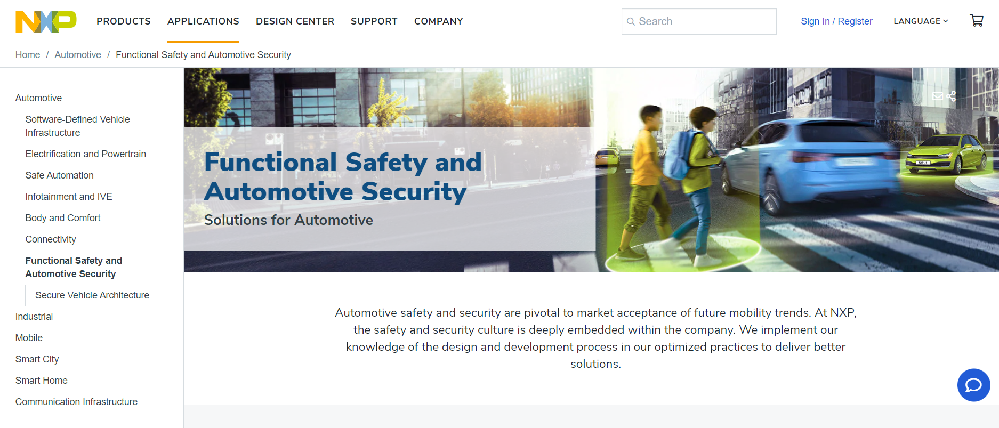 NXP
PRODUCTS
APPLICATIONS
DESIGN CENTER
SUPPORT
COMPANY
Search
Sign In / Register
LANGUAGE
Home / Automotive / Functional Safety and Automotive Security
Automotive
Software-Defined Vehicle
Infrastructure
Electrification and Powertrain
Safe Automation
Infotainment and IVE
Body and Comfort
Connectivity
Functional Safety and
Automotive Security
Secure Vehicle Architecture
Industrial
Mobile
Smart City
Smart Home
Communication Infrastructure
Functional Safety and
Automotive Security
Solutions for Automotive
NXP-1
Automotive safety and security are pivotal to market acceptance of future mobility trends. At NXP,
the safety and security culture is deeply embedded within the company. We implement our
knowledge of the design and development process in our optimized practices to deliver better
solutions.